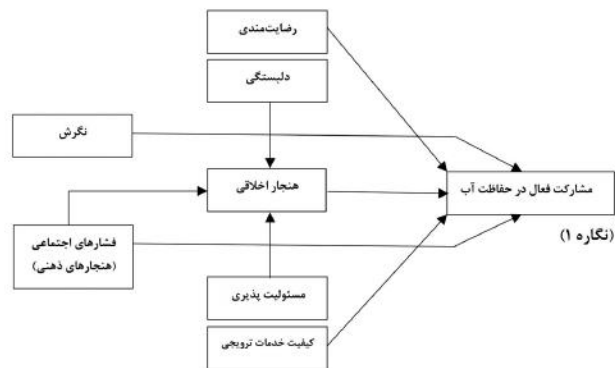 رضایت‌مندی
دلبستگی
نگرش
هنجار اخلاقی
مشارکت فعال در حفاظت آب
(نگاره ۱)
فشارهای اجتماعی
(هنجارهای ذهنی)
مسئولیت پذیری
کیفیت خدمات ترویجی